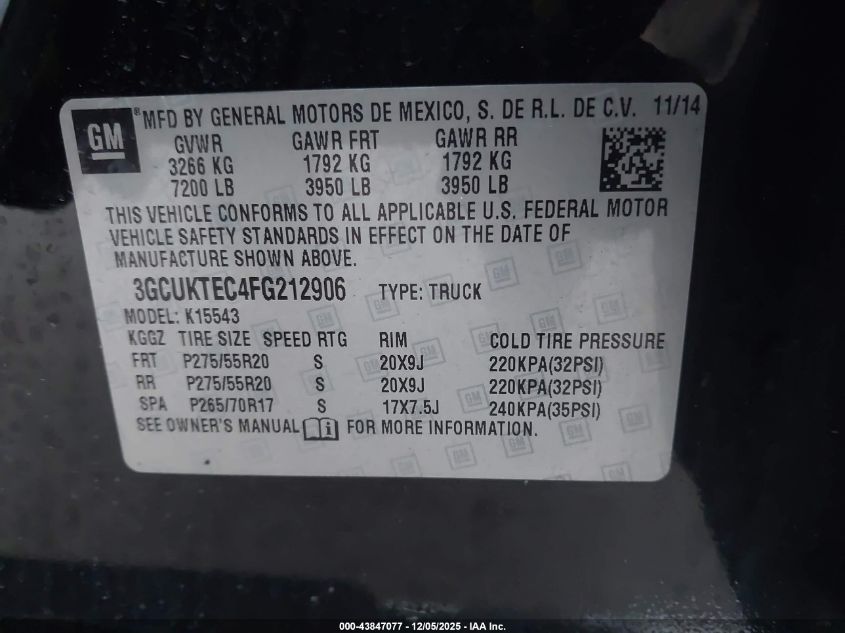 GM ® MFD BY GENERAL MOTORS DE MEXICO, S. DE R.L. DE C.V. 11/14
GVWR GAWR FRT GAWR RR
3266 KG 1792 KG 1792 KG
7200 LB 3950 LB 3950 LB
THIS VEHICLE CONFORMS TO ALL APPLICABLE U.S. FEDERAL MOTOR
VEHICLE SAFETY STANDARDS IN EFFECT ON THE DATE OF
MANUFACTURE SHOWN ABOVE.
3GCUKTEC4FG212906 TYPE: TRUCK
MODEL: K15543
KGGZ TIRE SIZE SPEED RTG RIM COLD TIRE PRESSURE
FRT P275/55R20 S 20X9J 220KPA(32PSI)
RR P275/55R20 S 20X9J 220KPA(32PSI)
SPA P265/70R17 S 17X7.5J 240KPA(35PSI)
SEE OWNER'S MANUAL i FOR MORE INFORMATION.
000-43847077 - 12/05/2025 - IAA Inc.